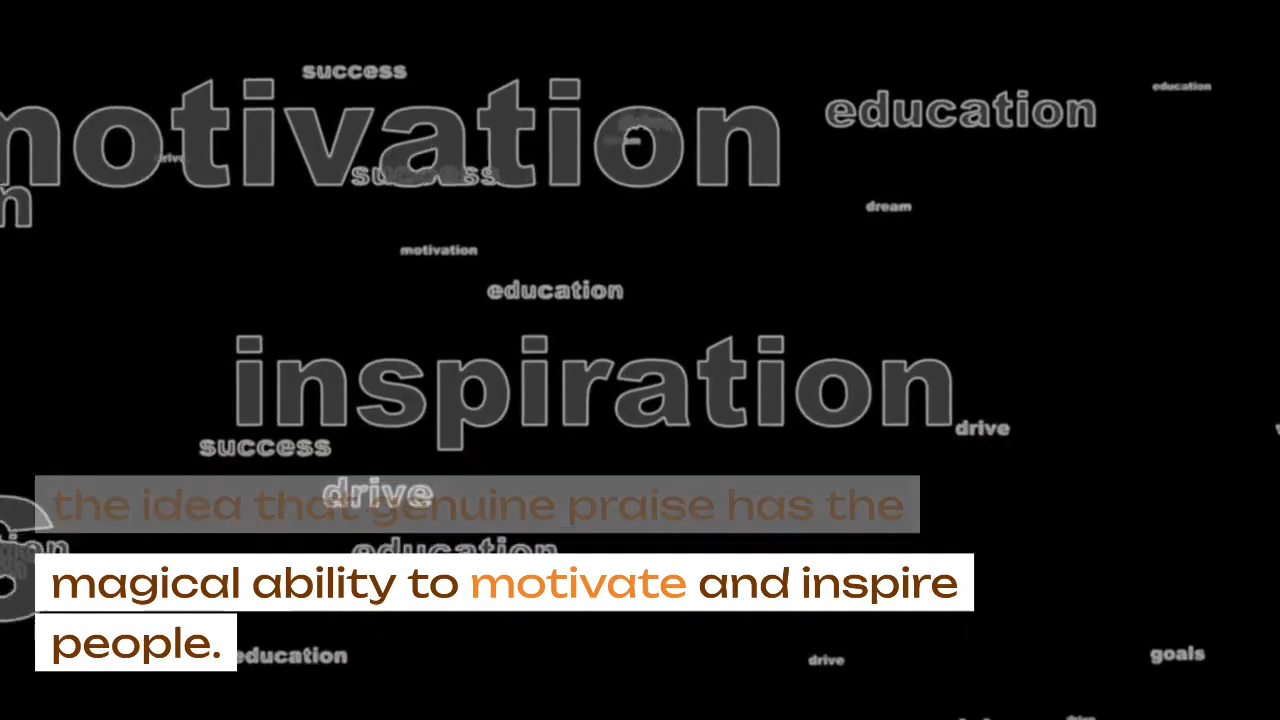 success
education
motivation
education
drive
success
dream
motivation
education
inspiration
drive
success
drive
the idea that genuine praise has the
education
magical ability to motivate and inspire
people.
education
drive
goals